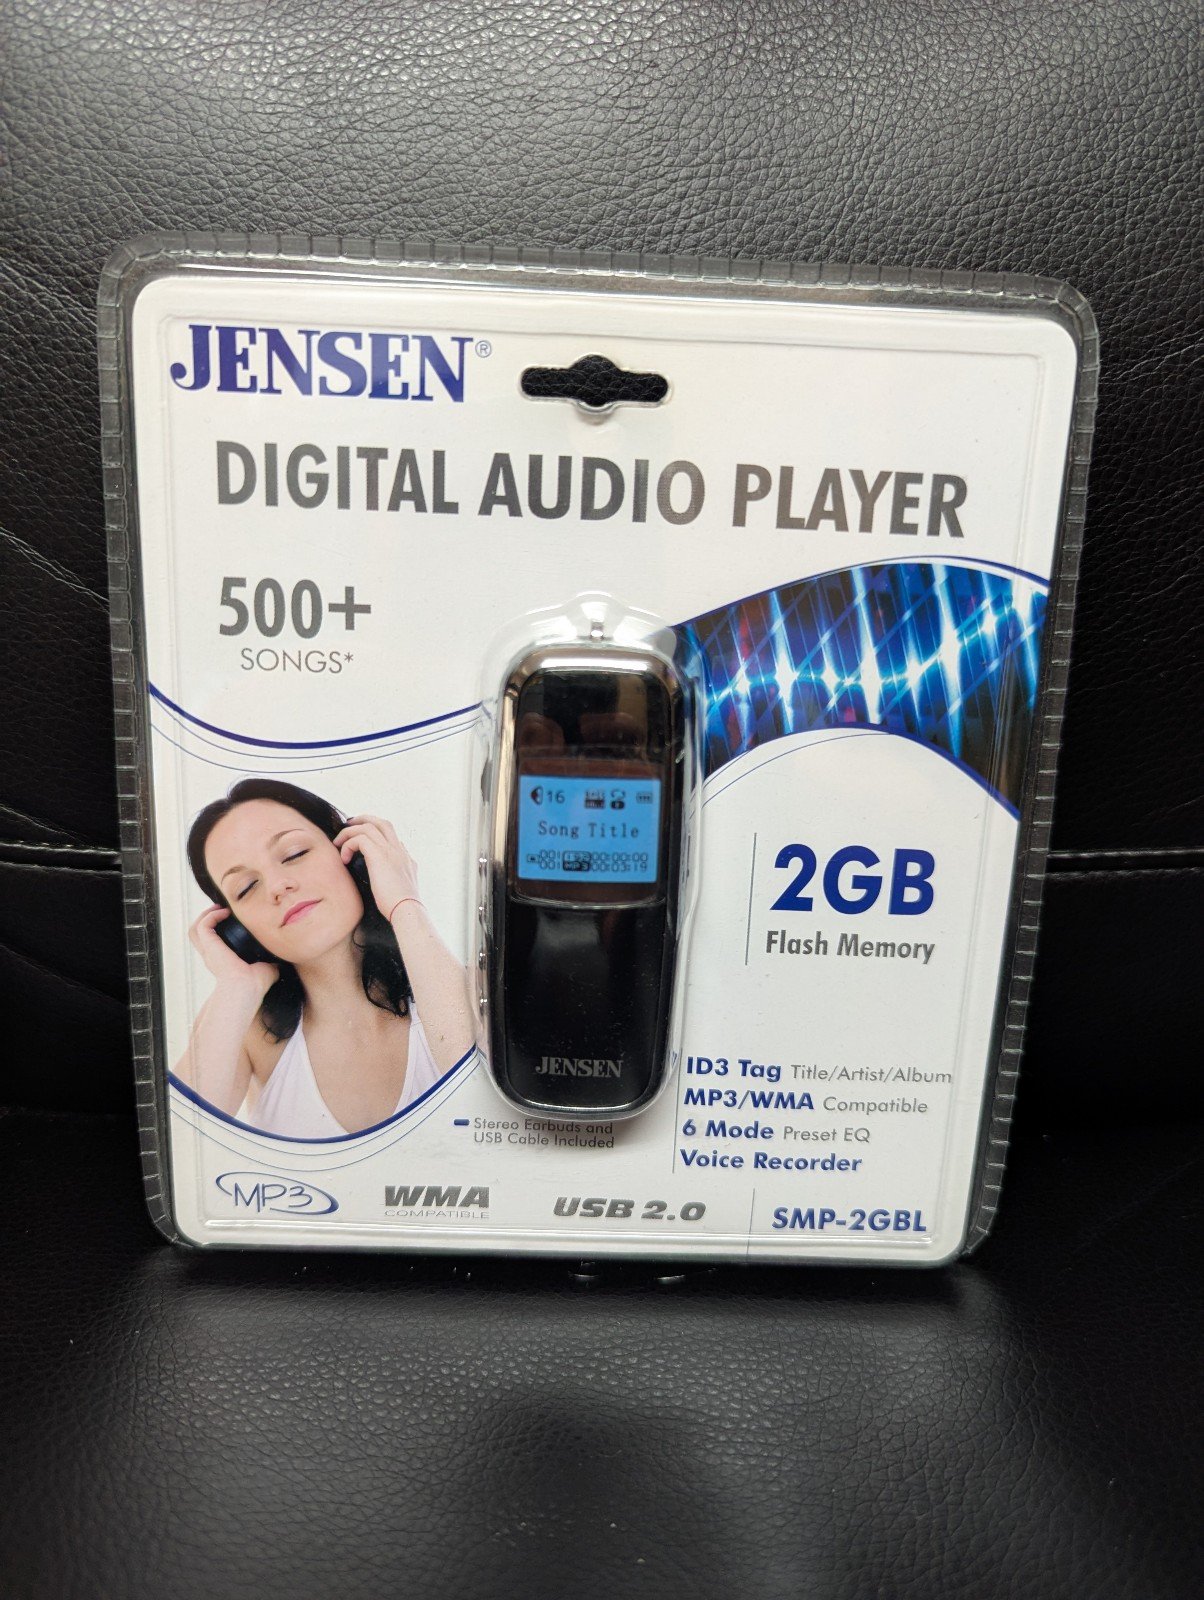 JENSEN®
DIGITAL AUDIO PLAYER
500+
SONGS*
16
Song Title
2GB
Flash Memory
JENSEN
ID3 Tag Title/Artist/Album
MP3/WMA Compatible
6 Mode Preset EQ
Voice Recorder
Stereo Earbuds and
USB Cable Included
MP3
WMA
COMPATIBLE
USB 2.0
SMP-2GBL